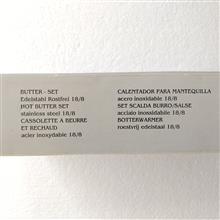 BUTTER - SET
Edelstahl Rostfrei 18/8
HOT BUTTER SET
stainless steel 18/8
CASSOLETTE A BEURRE
ET RECHAUD
acier inoxydable 18/8
CALENTADOR PARA MANTEQUILLA
acero inoxidable 18/8
SET SCALDA BURRO/SALSE
acciaio inossidabile 18/8
BOTTERWARMER
roestvrij edelstaal 18/8